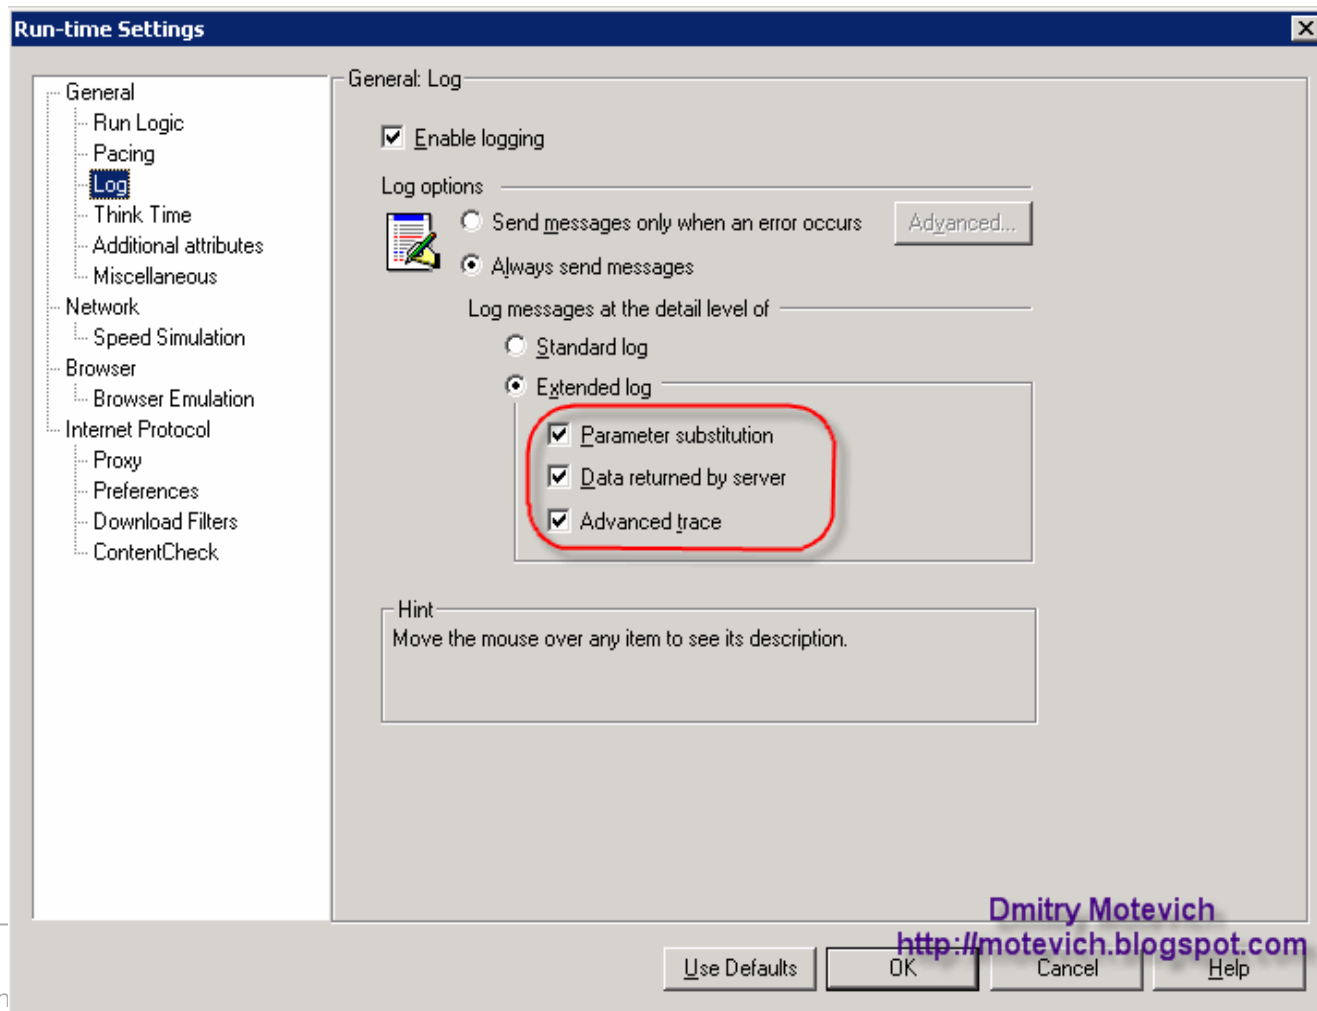 Run-time Settings
General
Run Logic
Pacing
Log
Think Time
Additional attributes
Miscellaneous
Network
Speed Simulation
Browser
Browser Emulation
Internet Protocol
Proxy
Preferences
Download Filters
ContentCheck
General: Log
Enable logging
Log options
Send messages only when an error occurs
Advanced...
Always send messages
Log messages at the detail level of
Standard log
Extended log
Parameter substitution
Data returned by server
Advanced trace
Hint
Move the mouse over any item to see its description.
Dmitry Motevich
http://motevich.blogspot.com
Use Defaults
OK
Cancel
Help